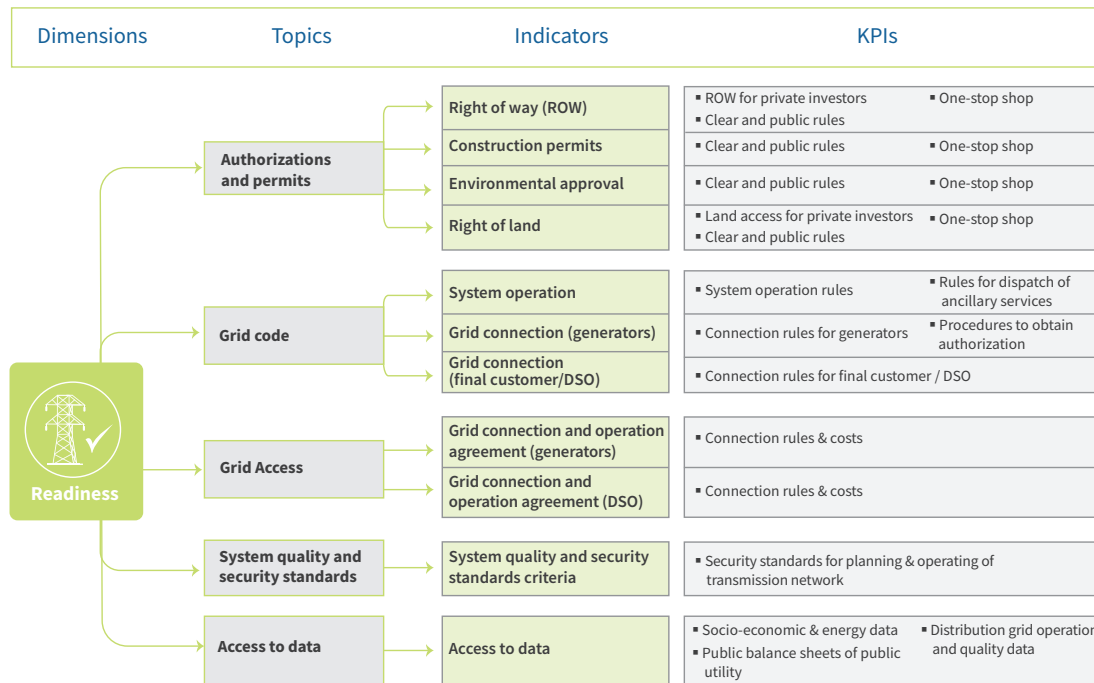 Dimensions Topics Indicators KPIs
Readiness
Authorizations
and permits
Right of way (ROW)
▪ ROW for private investors ▪ One-stop shop
▪ Clear and public rules
Construction permits
▪ Clear and public rules ▪ One-stop shop
Environmental approval
▪ Clear and public rules ▪ One-stop shop
Right of land
▪ Land access for private investors ▪ One-stop shop
▪ Clear and public rules
Grid code
System operation
▪ System operation rules
▪ Rules for dispatch of
ancillary services
Grid connection (generators)
▪ Connection rules for generators
▪ Procedures to obtain
authorization
Grid connection
(final customer/DSO)
▪ Connection rules for final customer / DSO
Grid Access
Grid connection and operation
agreement (generators)
▪ Connection rules & costs
Grid connection and
operation agreement (DSO)
▪ Connection rules & costs
System quality and
security standards
System quality and security
standards criteria
▪ Security standards for planning & operating of
transmission network
Access to data
Access to data
▪ Socio-economic & energy data
▪ Public balance sheets of public
utility
▪ Distribution grid operation
and quality data